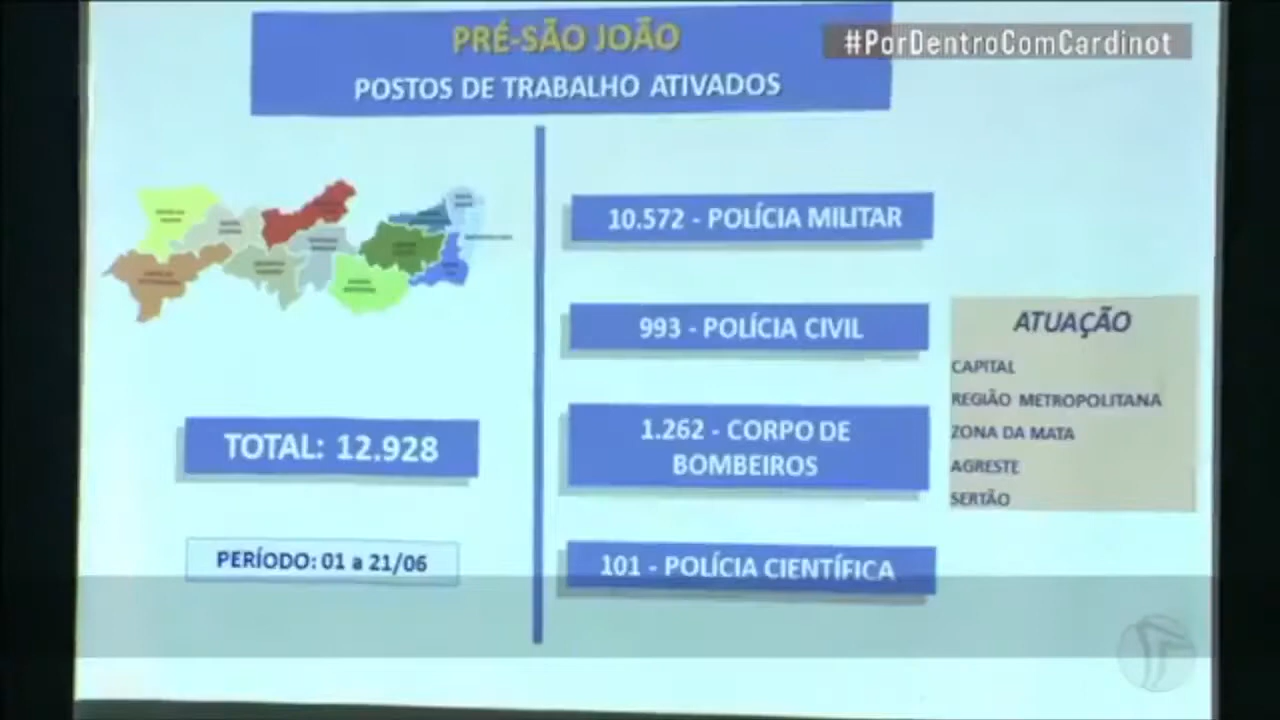 PRÉ-SÃO JOÃO
#PorDentroComCardinot
POSTOS DE TRABALHO ATIVADOS
10.572 - POLÍCIA MILITAR
993 - POLÍCIA CIVIL
1.262 - CORPO DE
BOMBEIROS
101 - POLÍCIA CIENTÍFICA
TOTAL: 12.928
PERÍODO: 01 a 21/06
ATUAÇÃO
CAPITAL
REGIÃO METROPOLITANA
ZONA DA MATA
AGRESTE
SERTÃO